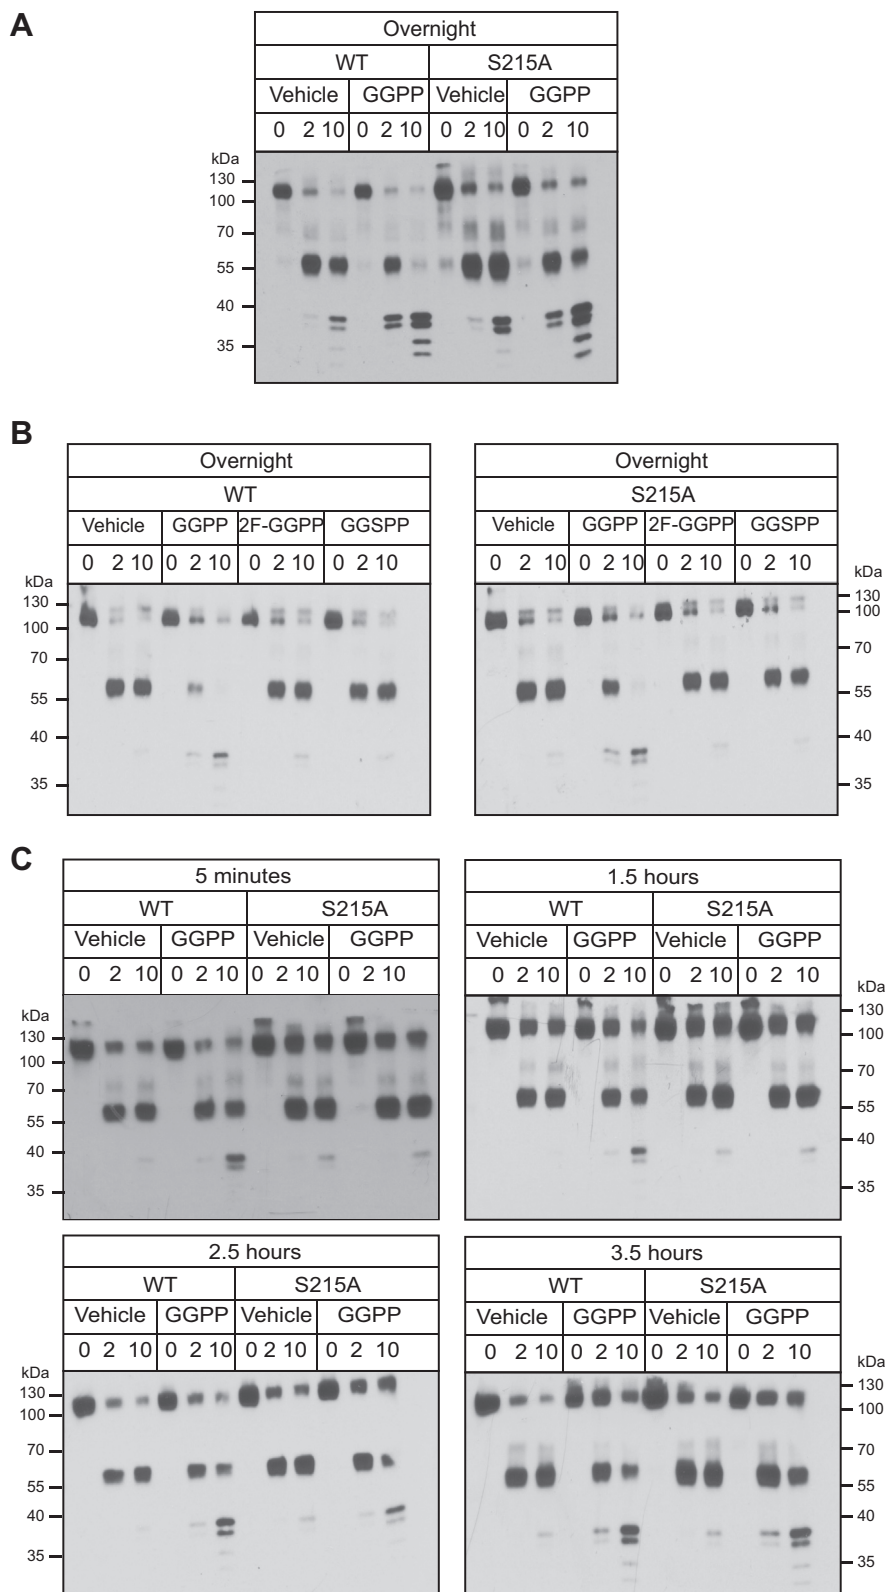 A
Overnight
WT S215A
Vehicle GGPP Vehicle GGPP
0 2 10 0 2 10 0 2 10 0 2 10
kDa
130
100
70
55
40
35
B
Overnight
WT
Vehicle GGPP 2F-GGPP GGSPP
0 2 10 0 2 10 0 2 10 0 2 10
kDa
130
100
70
55
40
35
Overnight
S215A
Vehicle GGPP 2F-GGPP GGSPP
0 2 10 0 2 10 0 2 10 0 2 10
kDa
130
100
70
55
40
35
C
5 minutes
WT S215A
Vehicle GGPP Vehicle GGPP
0 2 10 0 2 10 0 2 10 0 2 10
kDa
130
100
70
55
40
35
1.5 hours
WT S215A
Vehicle GGPP Vehicle GGPP
0 2 10 0 2 10 0 2 10 0 2 10
kDa
130
100
70
55
40
35
2.5 hours
WT S215A
Vehicle GGPP Vehicle GGPP
0 2 10 0 2 10 0 2 10 0 2 10
kDa
130
100
70
55
40
35
3.5 hours
WT S215A
Vehicle GGPP Vehicle GGPP
0 2 10 0 2 10 0 2 10 0 2 10
kDa
130
100
70
55
40
35